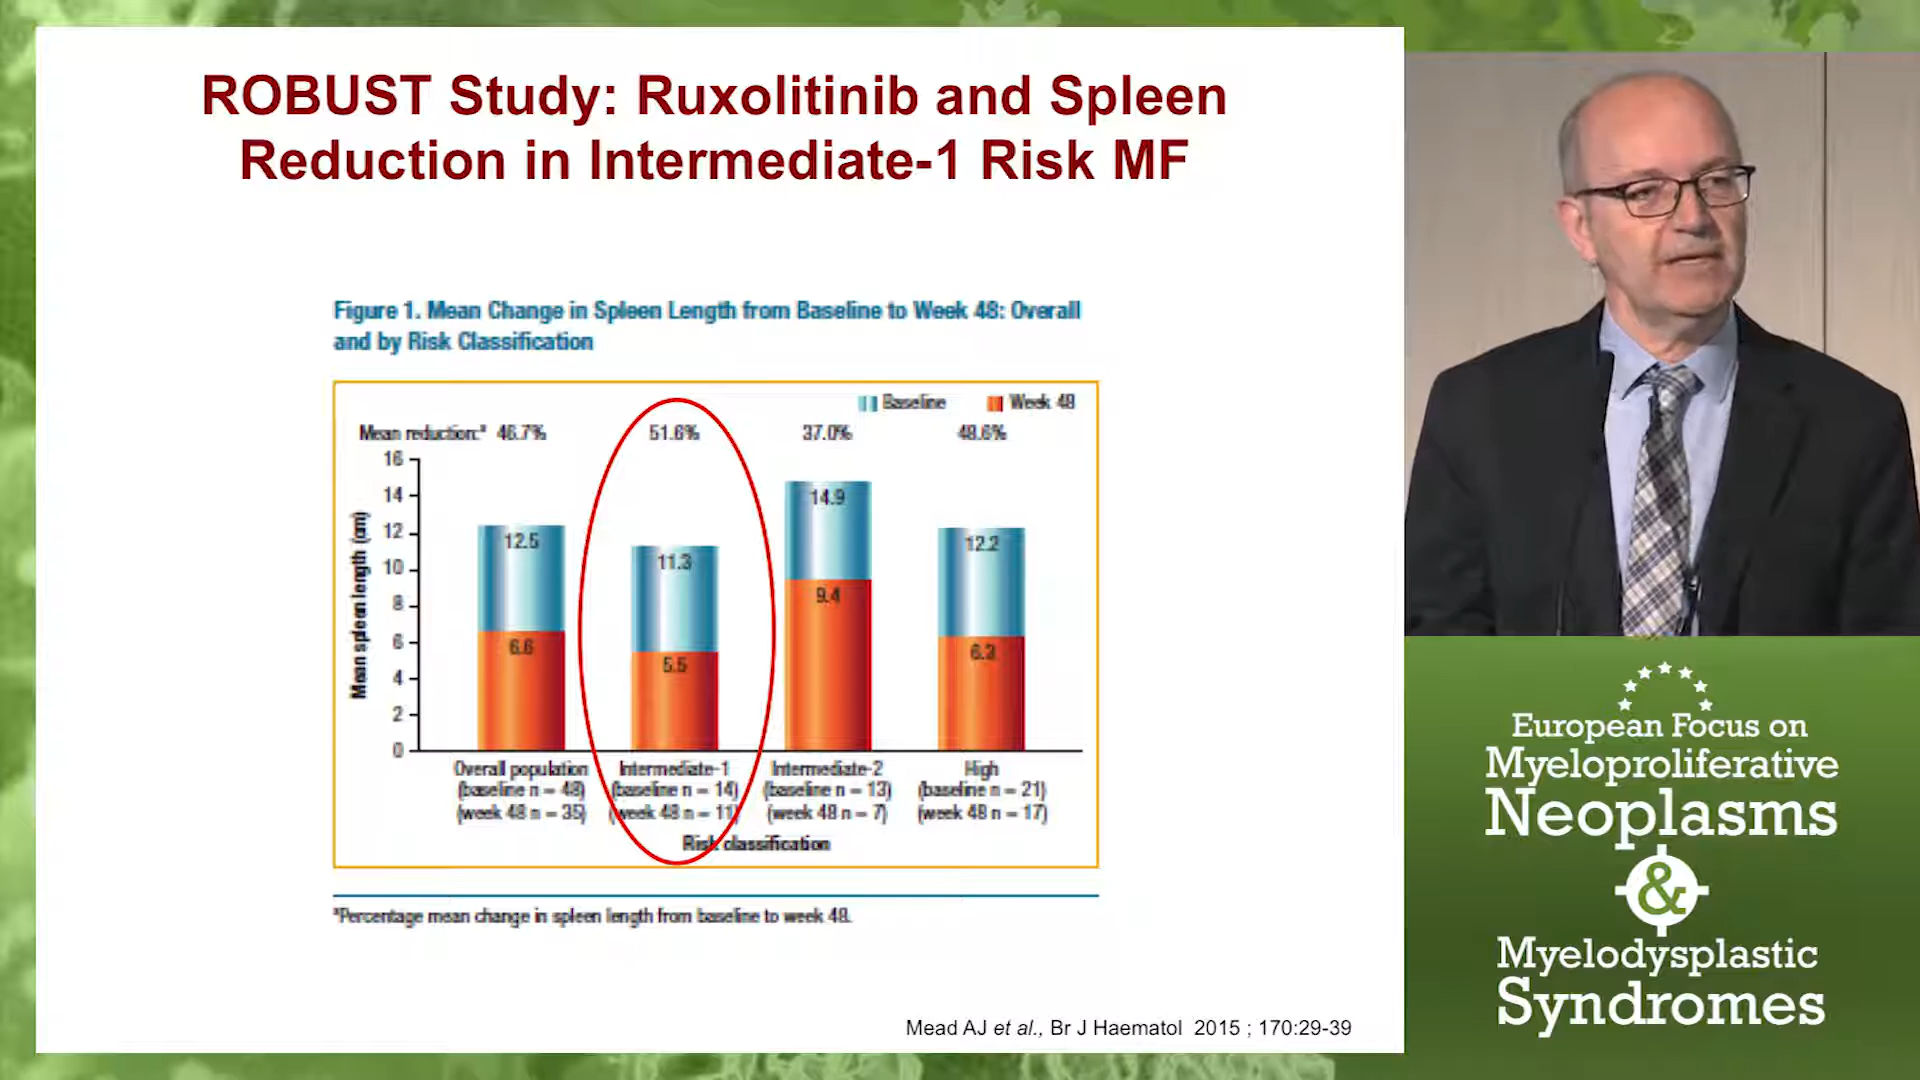 ROBUST Study: Ruxolitinib and Spleen
Reduction in Intermediate-1 Risk MF
Figure 1. Mean Change in Spleen Length from Baseline to Week 48: Overall
and by Risk Classification
Baseline Week 48
Mean reduction:ª 46.7% 51.6% 37.0% 48.6%
Mean spleen length (cm)
16
14
12
10
8
6
4
2
0
12.5
6.6
11.3
5.5
14.9
9.4
12.2
6.3
Overall population
(baseline n = 48)
(week 48 n = 35)
Intermediate-1
(baseline n = 14)
(week 48 n = 11)
Intermediate-2
(baseline n = 13)
(week 48 n = 7)
High
(baseline n = 21)
(week 48 n = 17)
Risk classification
ªPercentage mean change in spleen length from baseline to week 48.
Mead AJ et al., Br J Haematol 2015 ; 170:29-39
European Focus on
Myeloproliferative
Neoplasms
&
Myelodysplastic
Syndromes